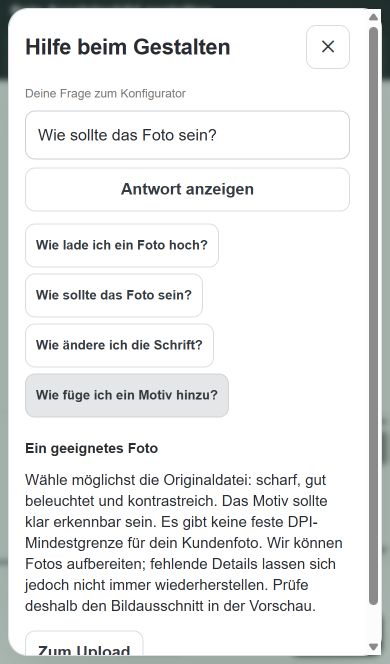 Hilfe beim Gestalten
Deine Frage zum Konfigurator
Wie sollte das Foto sein?
Antwort anzeigen
Wie lade ich ein Foto hoch?
Wie sollte das Foto sein?
Wie ändere ich die Schrift?
Wie füge ich ein Motiv hinzu?
Ein geeignetes Foto
Wähle möglichst die Originaldatei: scharf, gut
beleuchtet und kontrastreich. Das Motiv sollte
klar erkennbar sein. Es gibt keine feste DPI-
Mindestgrenze für dein Kundenfoto. Wir können
Fotos aufbereiten; fehlende Details lassen sich
jedoch nicht immer wiederherstellen. Prüfe
deshalb den Bildausschnitt in der Vorschau.
Zum Upload